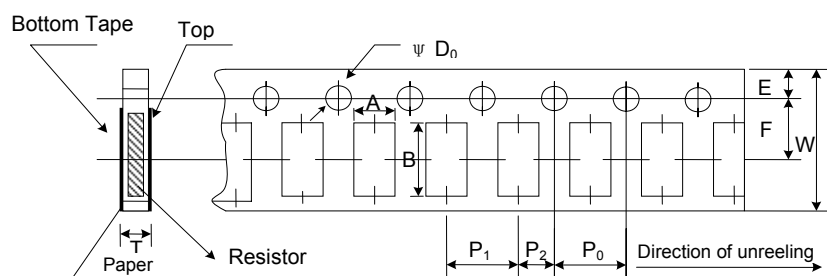 Bottom Tape
Top
Ψ D₀
E
A
F
W
B
T
Paper
Resistor
P₁
P₂
P₀
Direction of unreeling